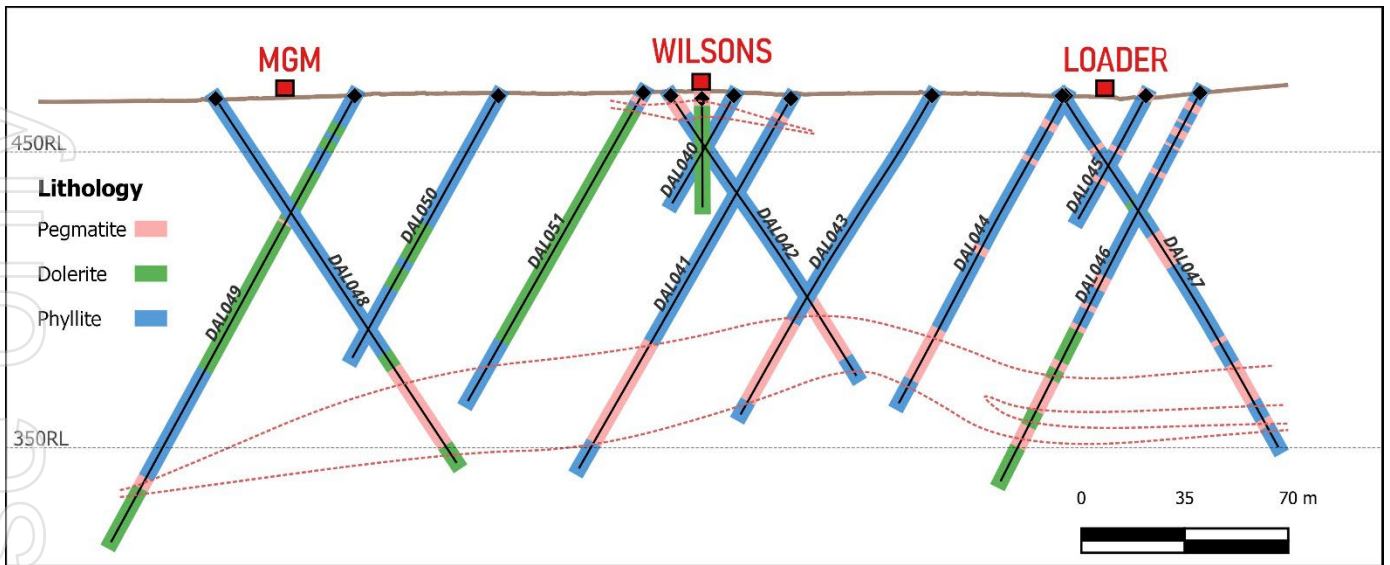 MGM
WILSONS
LOADER
450RL
Lithology
Pegmatite
Dolerite
Phyllite
DAL049
DAL048
DAL050
DAL051
DAL040
DAL041
DAL042
DAL043
DAL044
DAL045
DAL046
DAL047
350RL
0 35 70 m